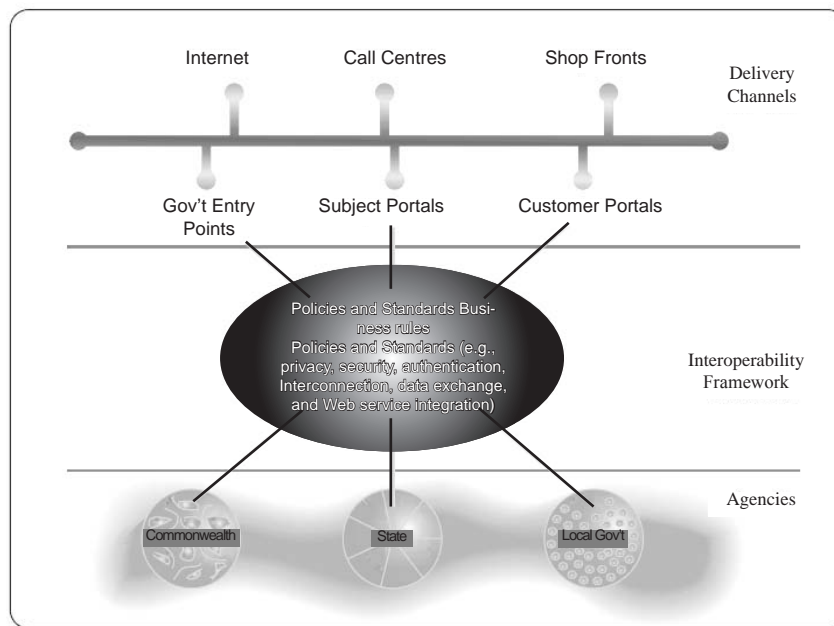 Internet Call Centres Shop Fronts
Delivery
Channels
Gov't Entry
Points
Subject Portals
Customer Portals
Policies and Standards Busi-
ness rules
Policies and Standards (e.g.,
privacy, security, authentication,
Interconnection, data exchange,
and Web service integration)
Interoperability
Framework
Agencies
Commonwealth State Local Gov't